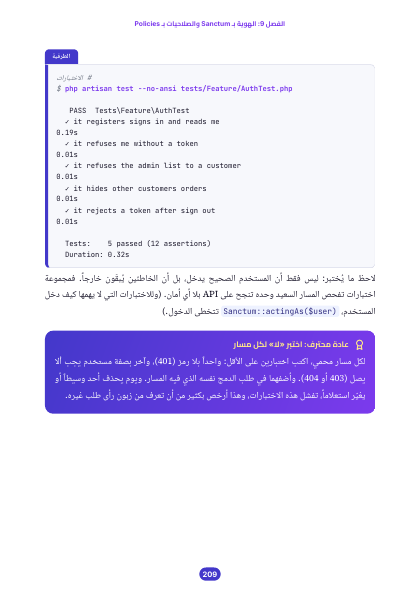 الفصل 9: الهوية بـ Sanctum والصلاحيات بـ Policies
الطرفية
# الاختبارات
$ php artisan test --no-ansi tests/Feature/AuthTest.php
PASS  Tests\Feature\AuthTest
✓ it registers signs in and reads me
0.19s
✓ it refuses me without a token
0.01s
✓ it refuses the admin list to a customer
0.01s
✓ it hides other customers orders
0.01s
✓ it rejects a token after sign out
0.01s
Tests:    5 passed (12 assertions)
Duration: 0.32s
لاحظ ما يُختبر: ليس فقط أن المستخدم الصحيح يدخل، بل أن الخاطئين يُبقَون خارجاً. فمجموعة
اختبارات تفحص المسار السعيد وحده تنجح على API بلا أي أمان. (وللاختبارات التي لا يهمها كيف دخل
المستخدم، Sanctum::actingAs($user) تتخطى الدخول.)
عادة محترف: اختبر «لا» لكل مسار
لكل مسار محمي، اكتب اختبارين على الأقل: واحداً بلا رمز (401)، وآخر بصفة مستخدم يجب ألا
يصل (403 أو 404). وأضفهما في طلب الدمج نفسه الذي فيه المسار. ويوم يحذف أحد وسيطاً أو
يغيّر استعلاماً، تفشل هذه الاختبارات، وهذا أرخص بكثير من أن تعرف من زبون رأى طلب غيره.
209